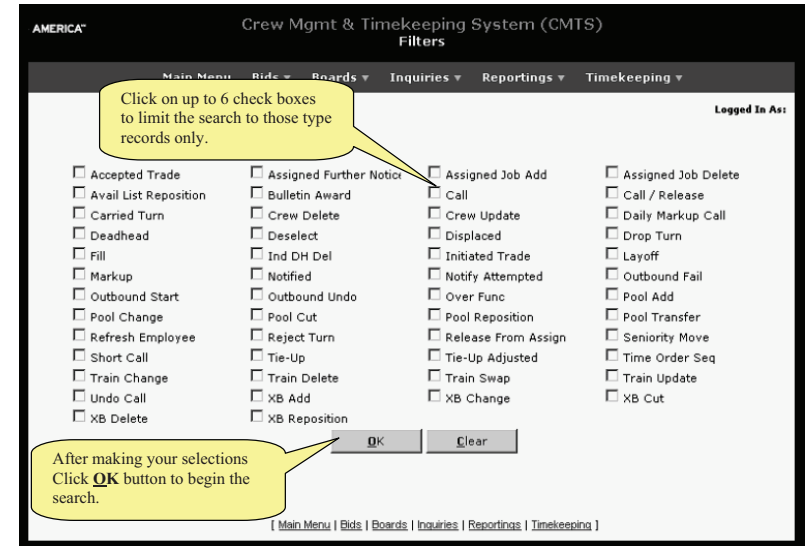 AMERICA™
Crew Mgmt & Timekeeping System (CMTS)
Filters
Main Menu Bids Boards Inquiries Reportings Timekeeping
Click on up to 6 check boxes
to limit the search to those type
records only.
Logged In As:
Accepted Trade Assigned Further Notice Assigned Job Add Assigned Job Delete
Avail List Reposition Bulletin Award Call Call / Release
Carried Turn Crew Delete Crew Update Daily Markup Call
Deadhead Deselect Displaced Drop Turn
Fill Ind DH Del Initiated Trade Layoff
Markup Notified Notify Attempted Outbound Fail
Outbound Start Outbound Undo Over Func Pool Add
Pool Change Pool Cut Pool Reposition Pool Transfer
Refresh Employee Reject Turn Release From Assign Seniority Move
Short Call Tie-Up Tie-Up Adjusted Time Order Seq
Train Change Train Delete Train Swap Train Update
Undo Call XB Add XB Change XB Cut
XB Delete XB Reposition
OK Clear
After making your selections
Click OK button to begin the
search.
[ Main Menu | Bids | Boards | Inquiries | Reportings | Timekeeping ]